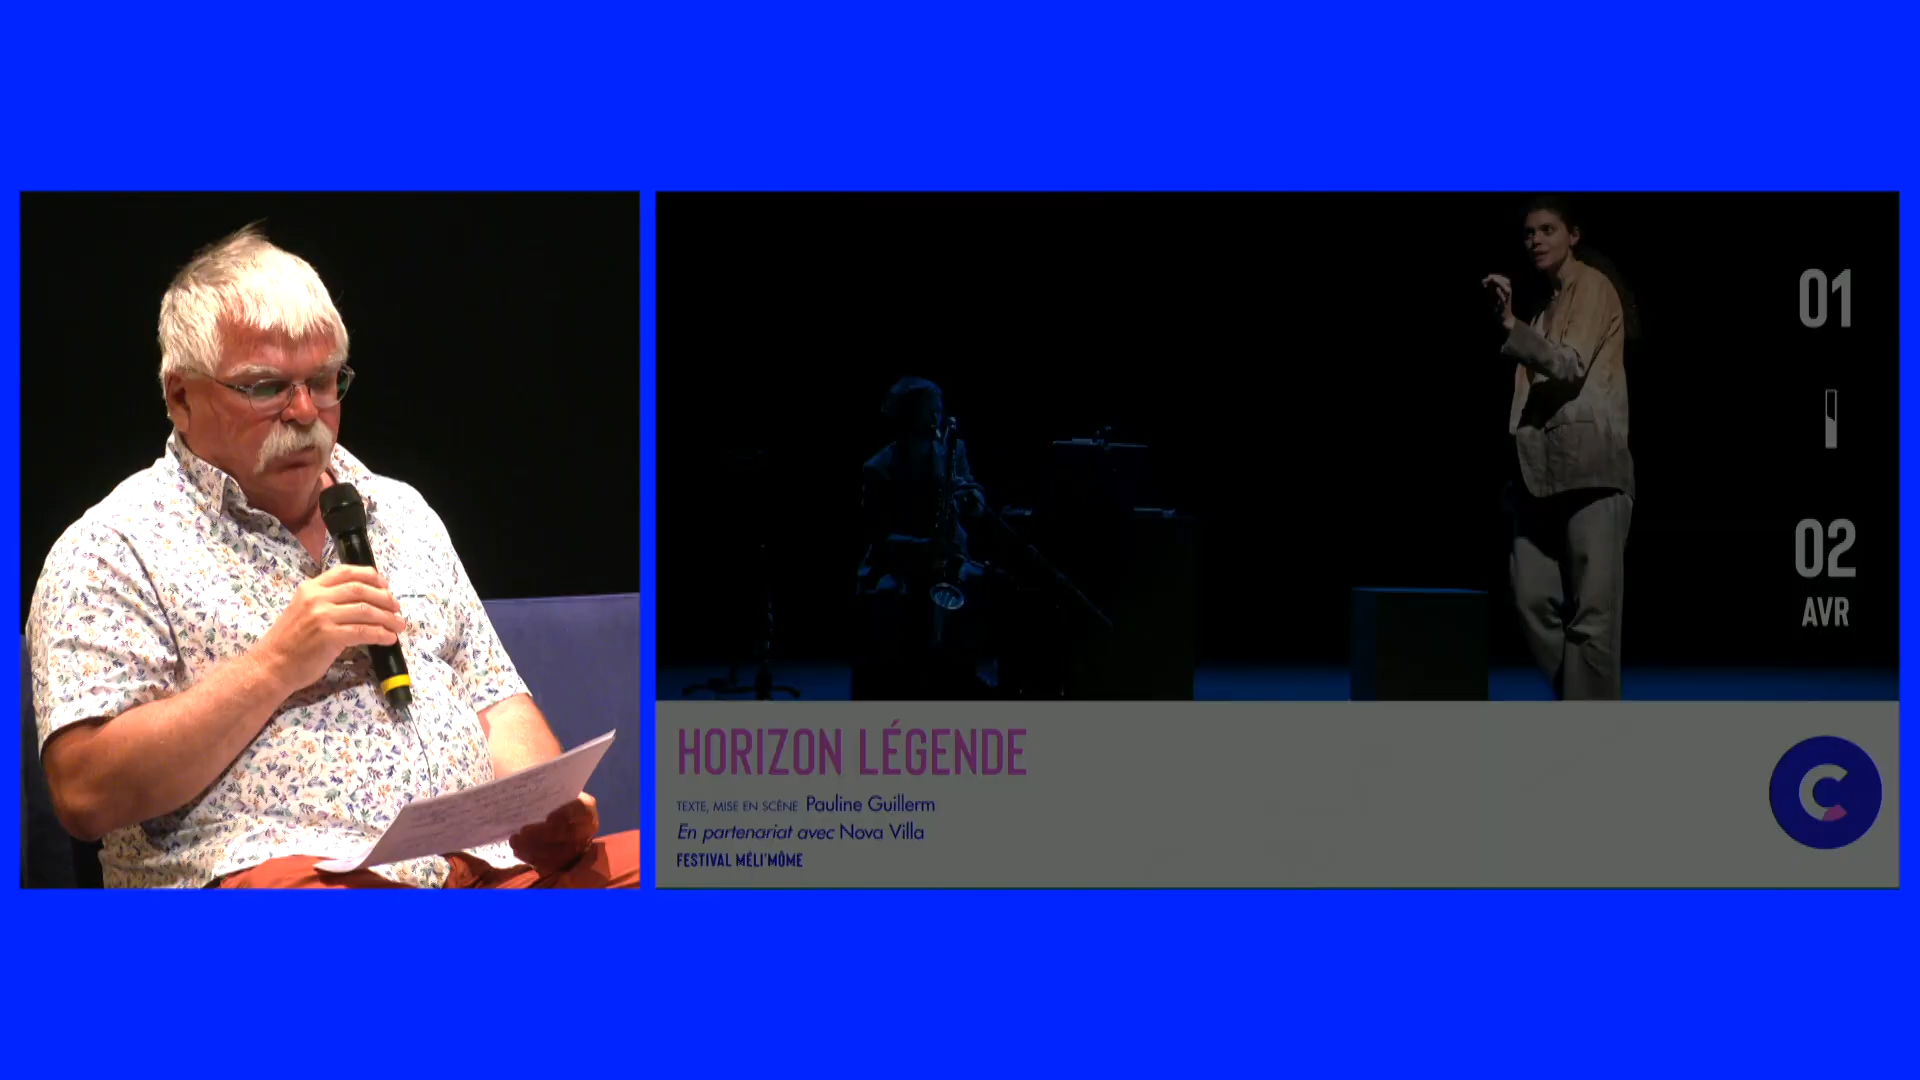 01
02
AVR
HORIZON LÉGENDE
TEXTE, MISE EN SCÈNE Pauline Guillerm
En partenariat avec Nova Villa
FESTIVAL MÉLI'MÔME
C